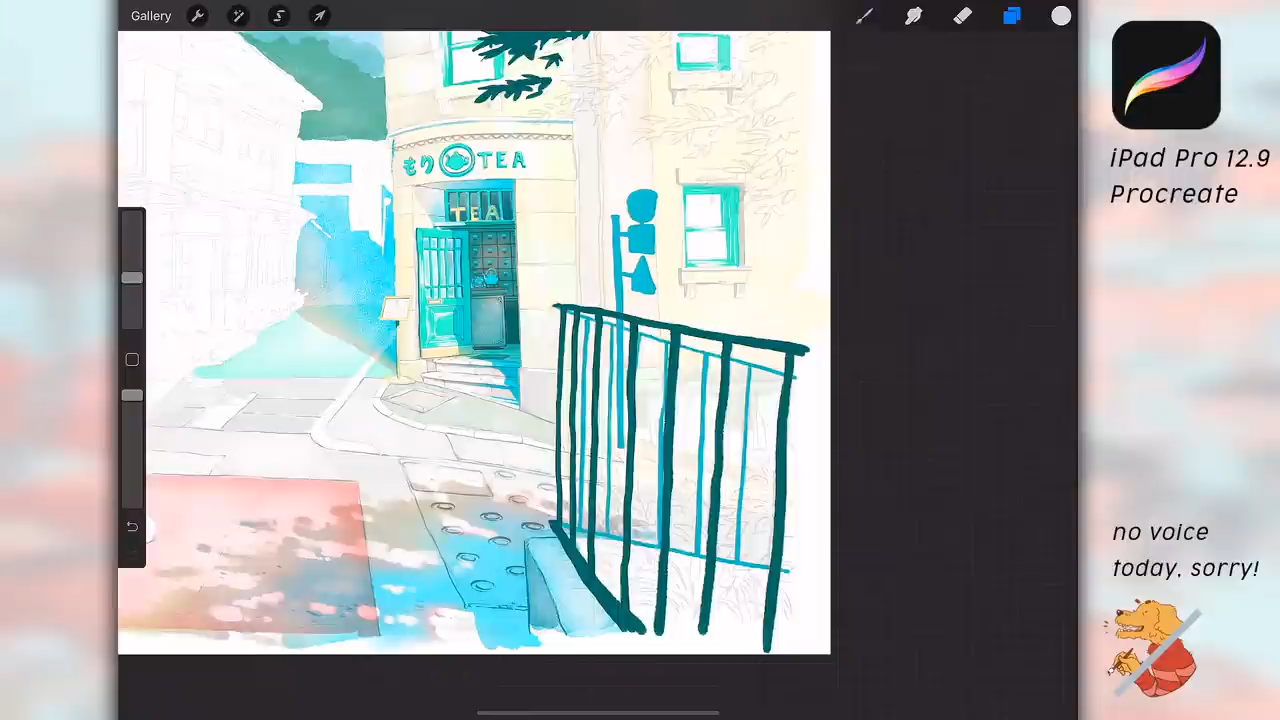 Gallery
もり TEA
TEA
iPad Pro 12.9
Procreate
no voice
today, sorry!